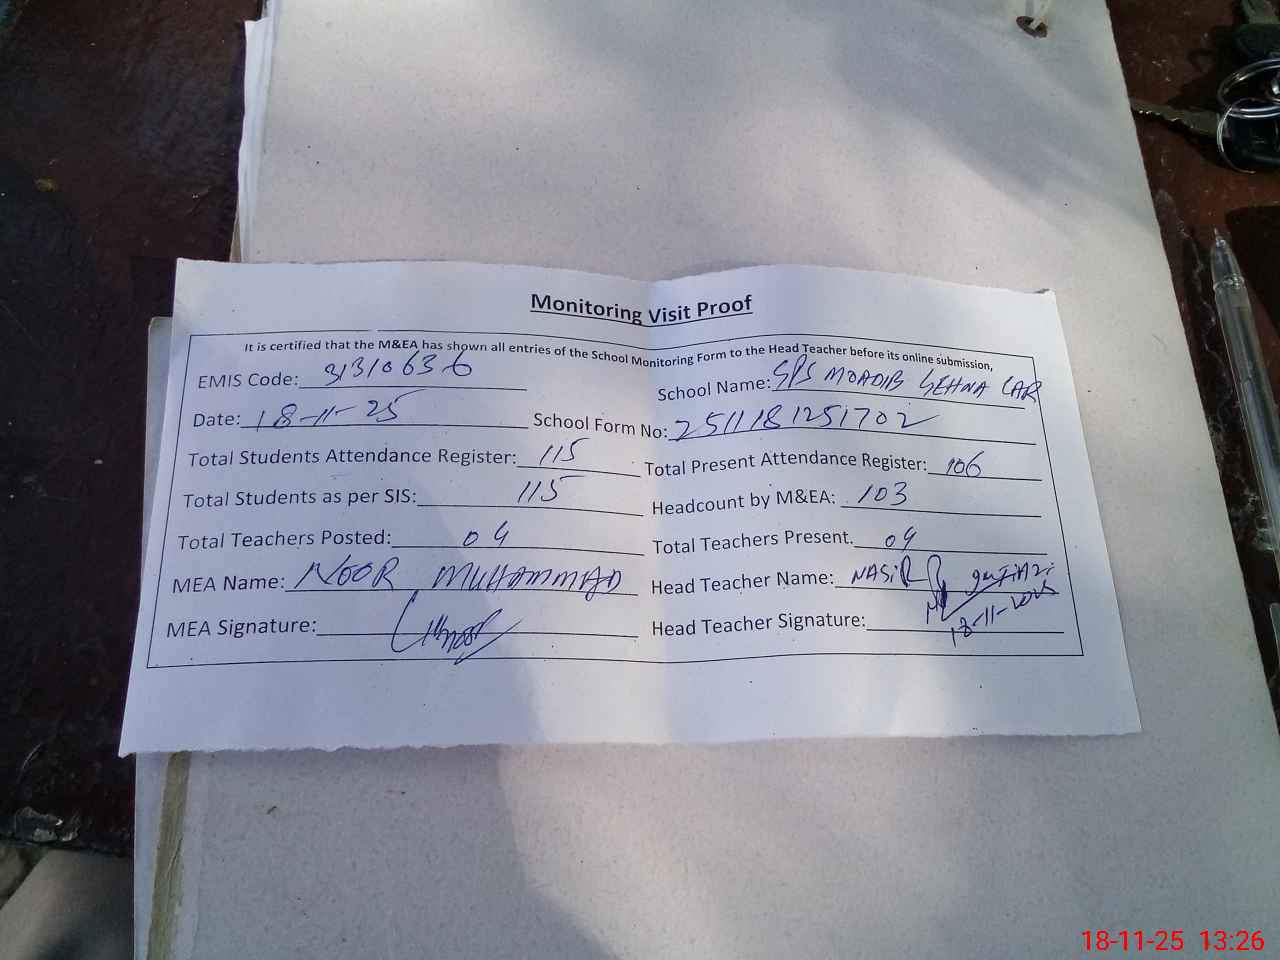 Monitoring Visit Proof
It is certified that the M&EA has shown all entries of the School Monitoring Form to the Head Teacher before its online submission,
EMIS Code: 31310636 School Name: GPS MOADIB SEHNA CAR
Date: 18-11-25 School Form No: 2511181251702
Total Students Attendance Register: 115 Total Present Attendance Register: 106
Total Students as per SIS: 115 Headcount by M&EA: 103
Total Teachers Posted: 04 Total Teachers Present. 04
MEA Name: NOOR MUHAMMAD Head Teacher Name: NASIR
MEA Signature: Head Teacher Signature:
18-11-2025
18-11-25 13:26